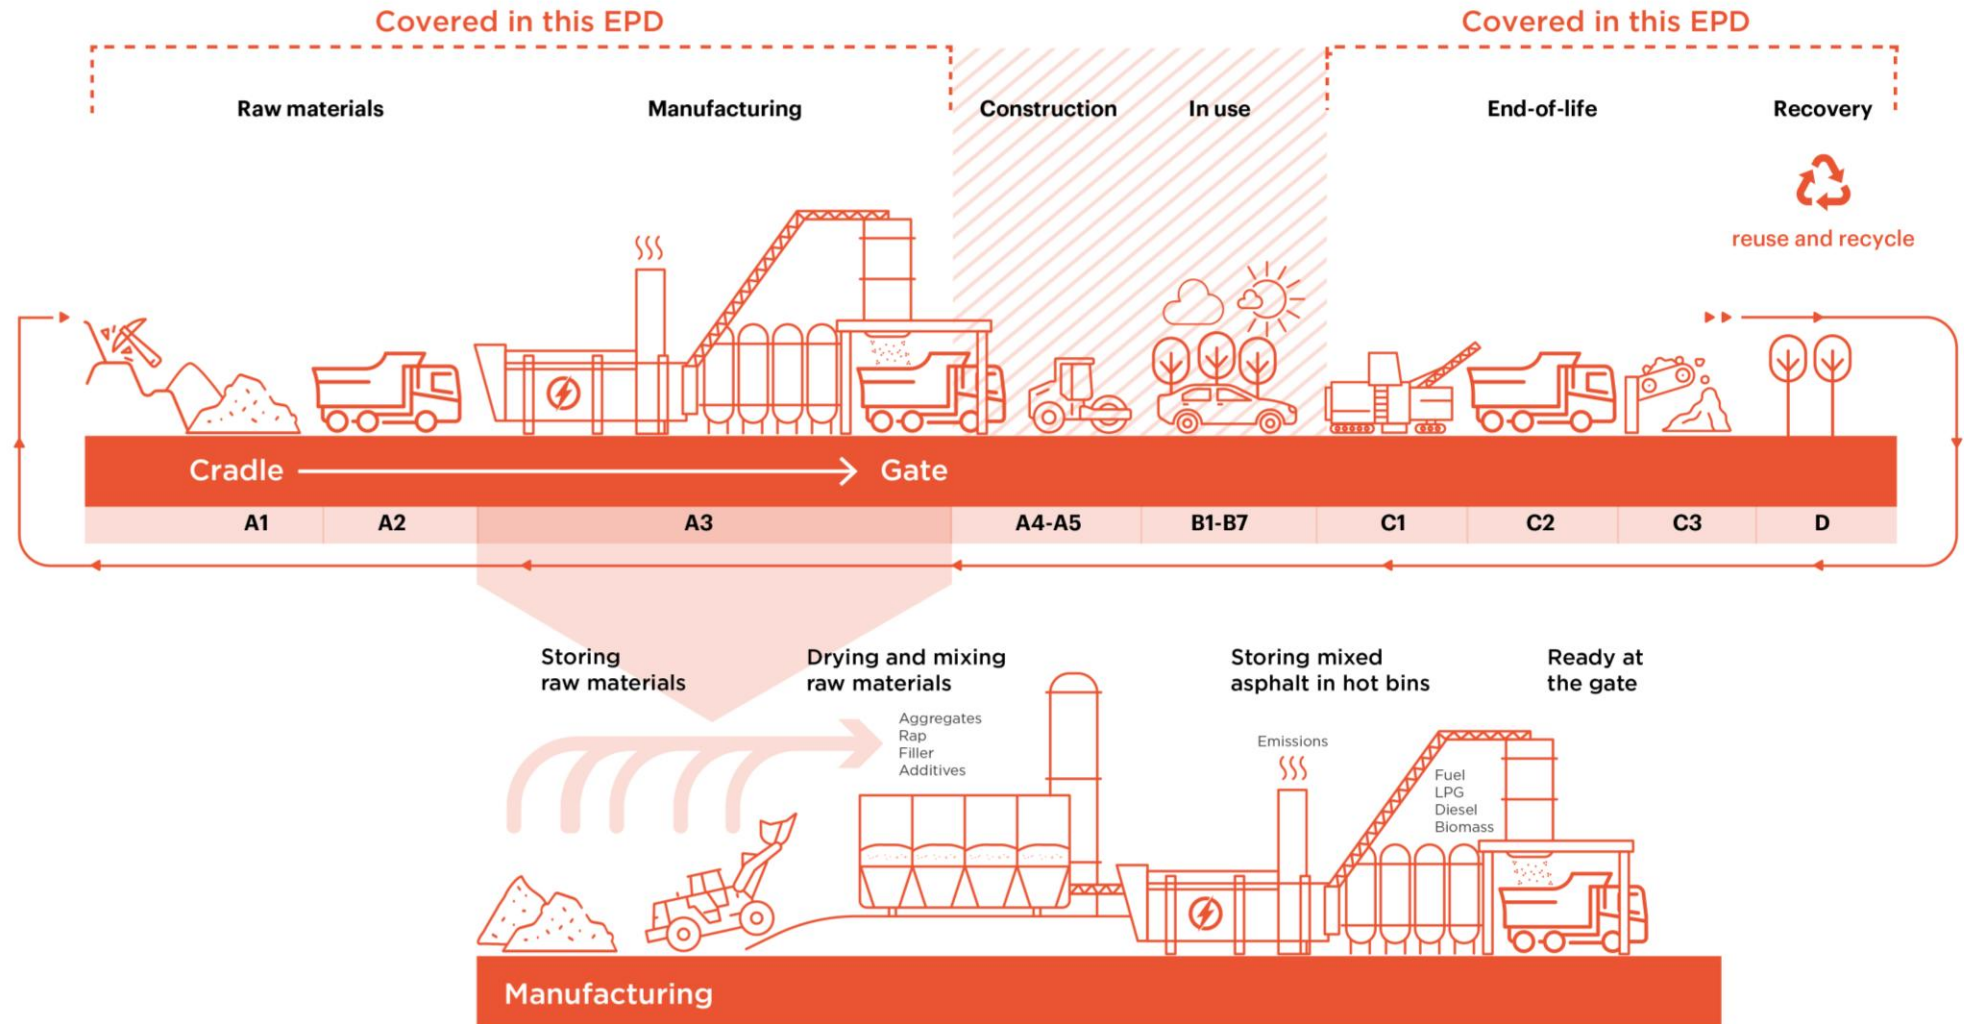 Covered in this EPD
Covered in this EPD
Raw materials
Manufacturing
Construction
In use
End-of-life
Recovery
reuse and recycle
Cradle
Gate
A1
A2
A3
A4-A5
B1-B7
C1
C2
C3
D
Storing
raw materials
Drying and mixing
raw materials
Aggregates
Rap
Filler
Additives
Storing mixed
asphalt in hot bins
Emissions
Fuel
LPG
Diesel
Biomass
Ready at
the gate
Manufacturing